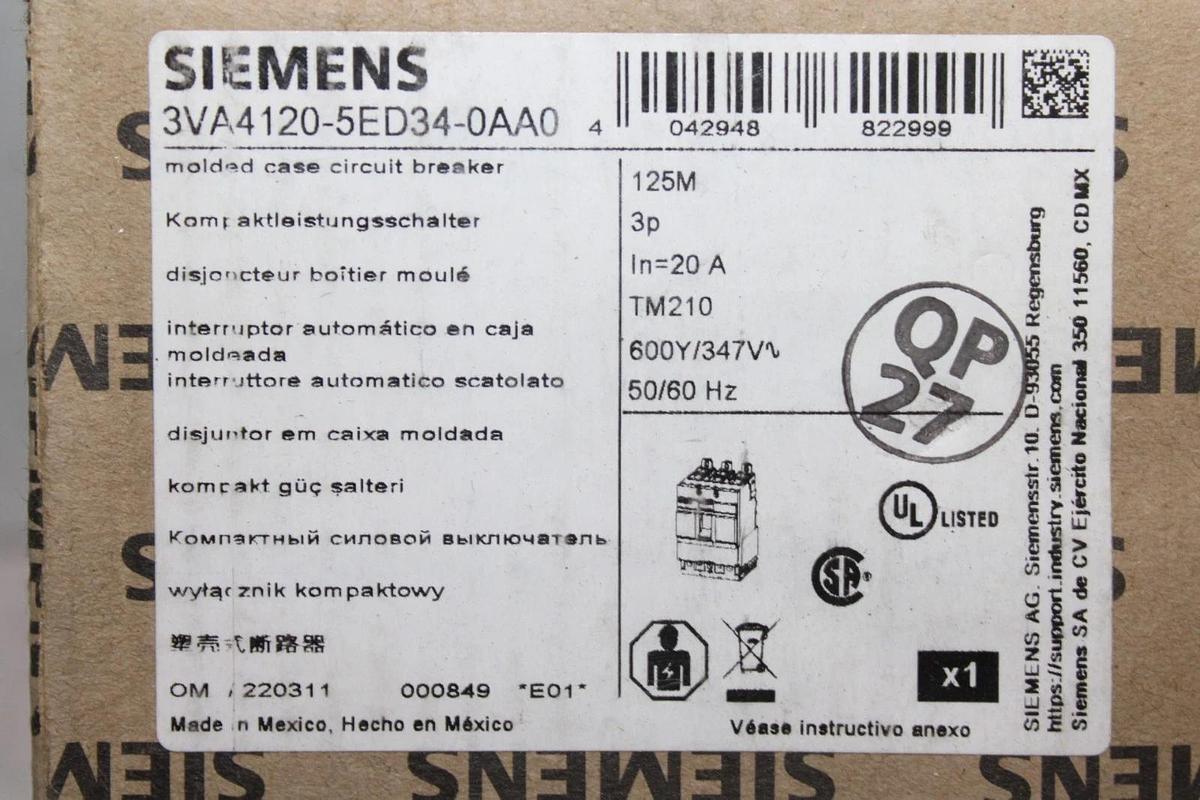 SIEMENS
3VA4120-5ED34-0AA0
4 042948 822999
molded case circuit breaker
Kompaktleistungsschalter
disjoncteur boîtier moulé
interruptor automático en caja
moldeada
interruttore automatico scatolato
disjuntor em caixa moldada
kompakt güç şalteri
Компактный силовой выключатель
wyłącznik kompaktowy
塑壳式断路器
OM / 220311 000849 *E01*
Made in Mexico, Hecho en México
125M
3p
In=20 A
TM210
600Y/347V∿
50/60 Hz
QP
27
UL LISTED
SA®
x1
Véase instructivo anexo
SIEMENS AG, Siemensstr.10, D-93055 Regensburg
https://support.industry.siemens.com
Siemens SA de CV Ejército Nacional 350 11560, CDMX
SIEMENS
SIEMENS